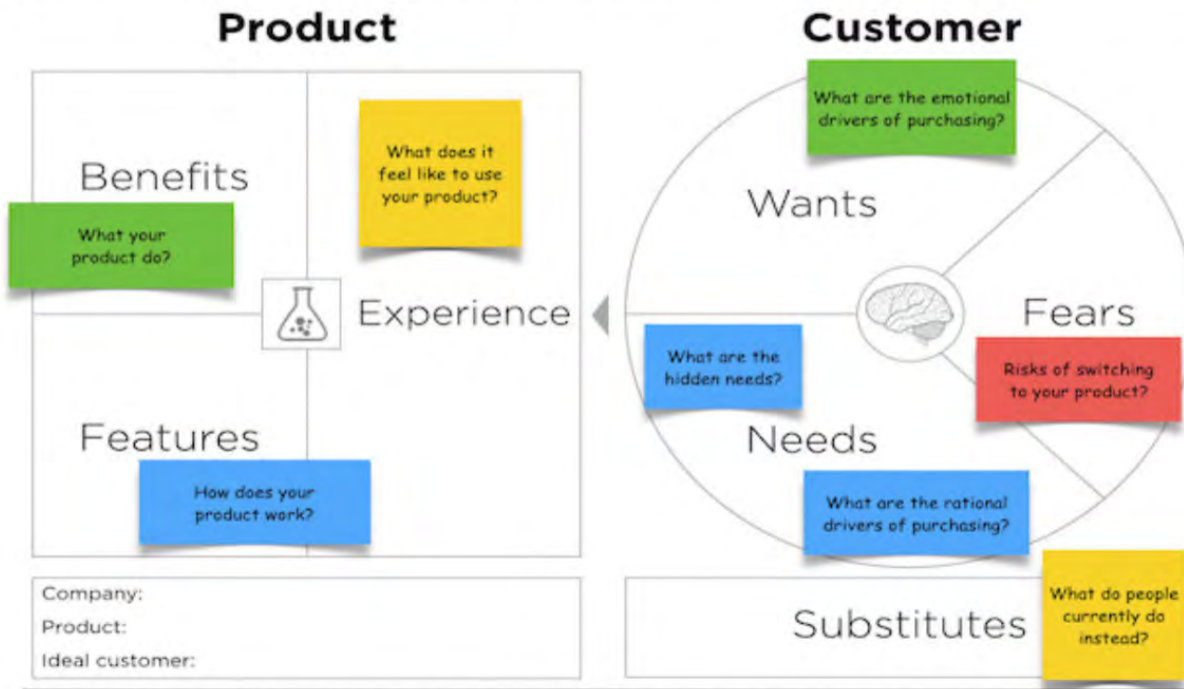 Product
Benefits
What your
product do?
What does it
feel like to use
your product?
Experience
Features
How does your
product work?
Company:
Product:
Ideal customer:
Customer
What are the emotional
drivers of purchasing?
Wants
Fears
Risks of switching
to your product?
What are the
hidden needs?
Needs
What are the rational
drivers of purchasing?
Substitutes
What do people
currently do
instead?